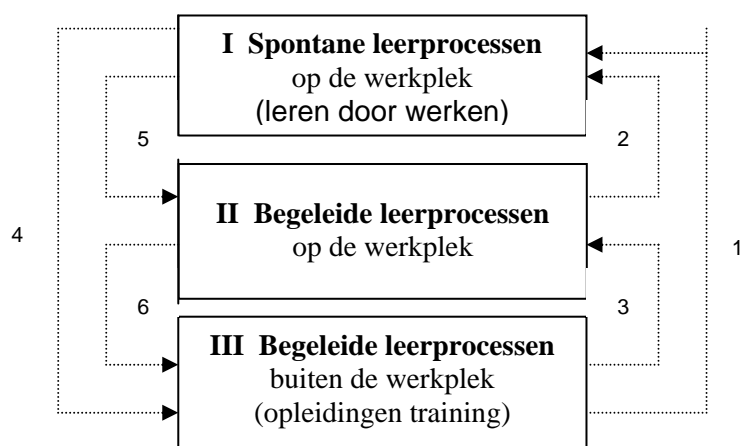 I Spontane leerprocessen
op de werkplek
(leren door werken)
5
2
II Begeleide leerprocessen
op de werkplek
4
1
6
3
III Begeleide leerprocessen
buiten de werkplek
(opleidingen training)